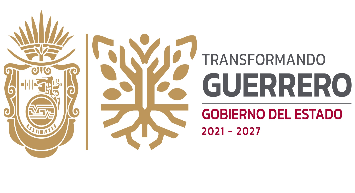 TRANSFORMANDO
GUERRERO
GOBIERNO DEL ESTADO
2021 - 2027